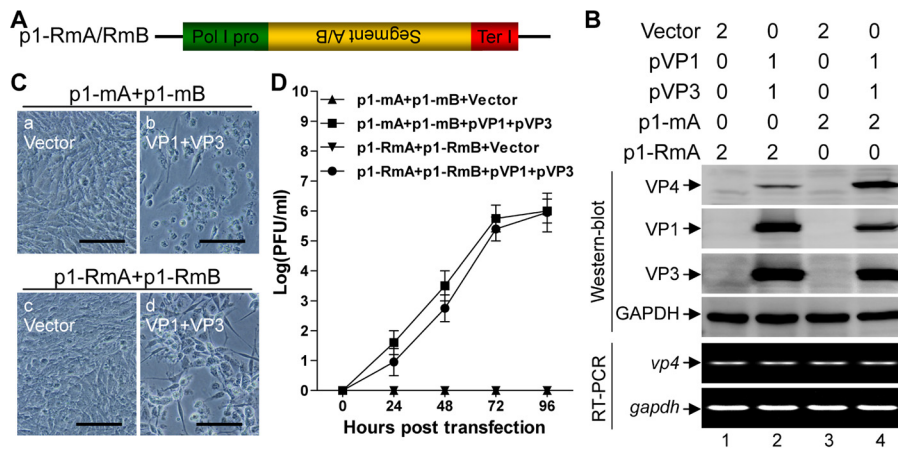 A
p1-RmA/RmB
Pol I pro
Segment A/B
Ter I
C
p1-mA+p1-mB
a
Vector
b
VP1+VP3
p1-RmA+p1-RmB
c
Vector
d
VP1+VP3
D
p1-mA+p1-mB+Vector
p1-mA+p1-mB+pVP1+pVP3
p1-RmA+p1-RmB+Vector
p1-RmA+p1-RmB+pVP1+pVP3
Log(PFU/ml)
10
9
8
7
6
5
4
3
2
1
0
0 24 48 72 96
Hours post transfection
B
Vector 2 0 2 0
pVP1 0 1 0 1
pVP3 0 1 0 1
p1-mA 0 0 2 2
p1-RmA 2 2 0 0
Western-blot
VP4
VP1
VP3
GAPDH
RT-PCR
vp4
gapdh
1 2 3 4